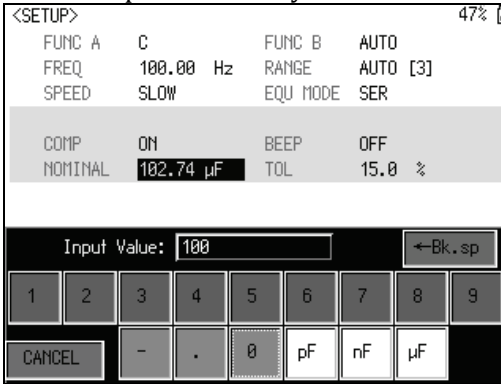 <SETUP> 47%
FUNC A C FUNC B AUTO
FREQ 100.00 Hz RANGE AUTO [3]
SPEED SLOW EQU MODE SER
COMP ON BEEP OFF
NOMINAL 102.74 µF TOL 15.0 %
Input Value: 100 ←Bk.sp
1 2 3 4 5 6 7 8 9
CANCEL - . 0 pF nF µF